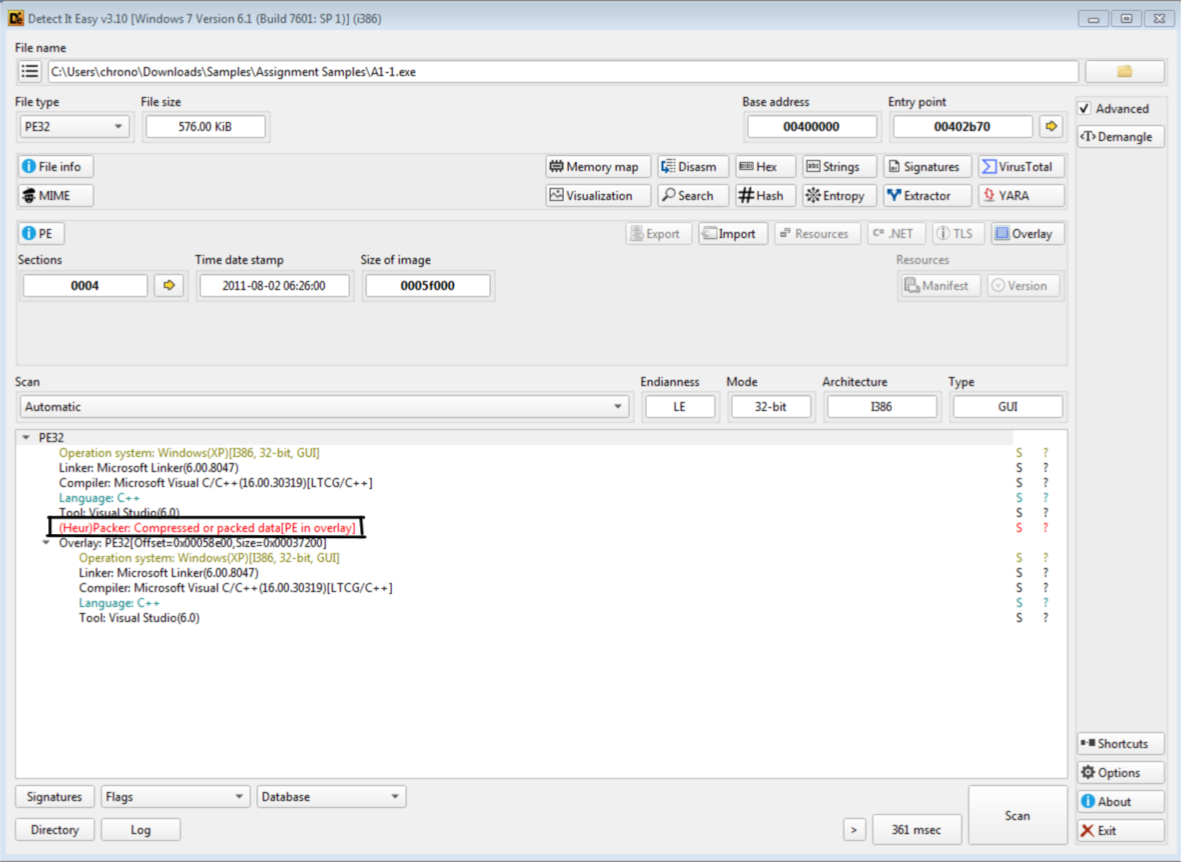 Detect It Easy v3.10 [Windows 7 Version 6.1 (Build 7601: SP 1)] (i386)
File name
C:\Users\chrono\Downloads\Samples\Assignment Samples\A1-1.exe
File type File size Base address Entry point
PE32 576.00 KiB 00400000 00402b70
Advanced
Demangle
File info Memory map Disasm Hex Strings Signatures VirusTotal
MIME Visualization Search Hash Entropy Extractor YARA
PE Export Import Resources C# .NET TLS Overlay
Sections Time date stamp Size of image Resources
0004 2011-08-02 06:26:00 0005f000 Manifest Version
Scan Endianness Mode Architecture Type
Automatic LE 32-bit I386 GUI
PE32
Operation system: Windows(XP)[I386, 32-bit, GUI] S ?
Linker: Microsoft Linker(6.00.8047) S ?
Compiler: Microsoft Visual C/C++(16.00.30319)[LTCG/C++] S ?
Language: C++ S ?
Tool: Visual Studio(6.0) S ?
(Heur)Packer: Compressed or packed data[PE in overlay] S ?
Overlay: PE32[Offset=0x00058e00,Size=0x00037200]
Operation system: Windows(XP)[I386, 32-bit, GUI] S ?
Linker: Microsoft Linker(6.00.8047) S ?
Compiler: Microsoft Visual C/C++(16.00.30319)[LTCG/C++] S ?
Language: C++ S ?
Tool: Visual Studio(6.0) S ?
Shortcuts
Options
About
Exit
Signatures Flags Database
Directory Log > 361 msec Scan